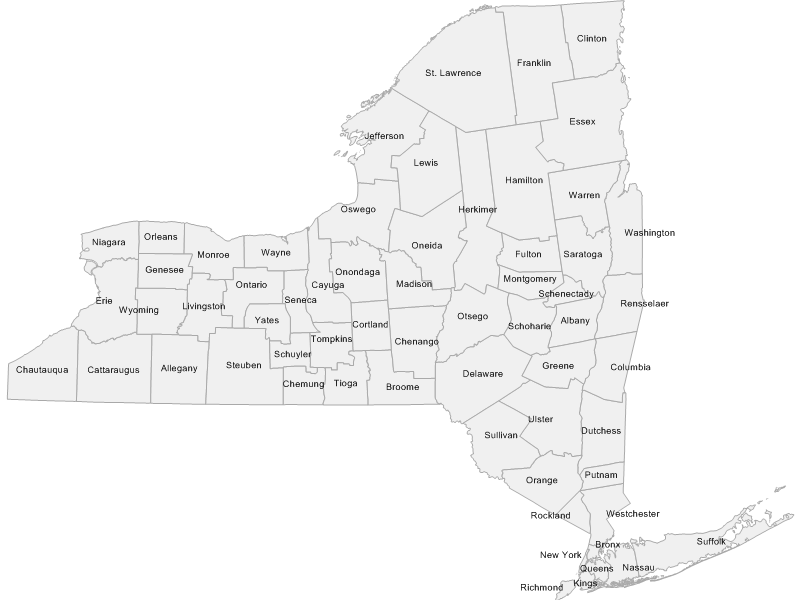 Clinton
Franklin
St. Lawrence
Essex
Jefferson
Lewis
Hamilton
Warren
Oswego
Herkimer
Washington
Niagara
Orleans
Monroe
Wayne
Oneida
Fulton
Saratoga
Genesee
Onondaga
Madison
Montgomery
Ontario
Cayuga
Schenectady
Erie
Wyoming
Livingston
Seneca
Rensselaer
Yates
Cortland
Otsego
Schoharie
Albany
Tompkins
Chenango
Schuyler
Chautauqua
Cattaraugus
Allegany
Steuben
Delaware
Greene
Columbia
Chemung
Tioga
Broome
Ulster
Sullivan
Dutchess
Orange
Putnam
Rockland
Westchester
Bronx
Suffolk
New York
Queens
Nassau
Richmond
Kings